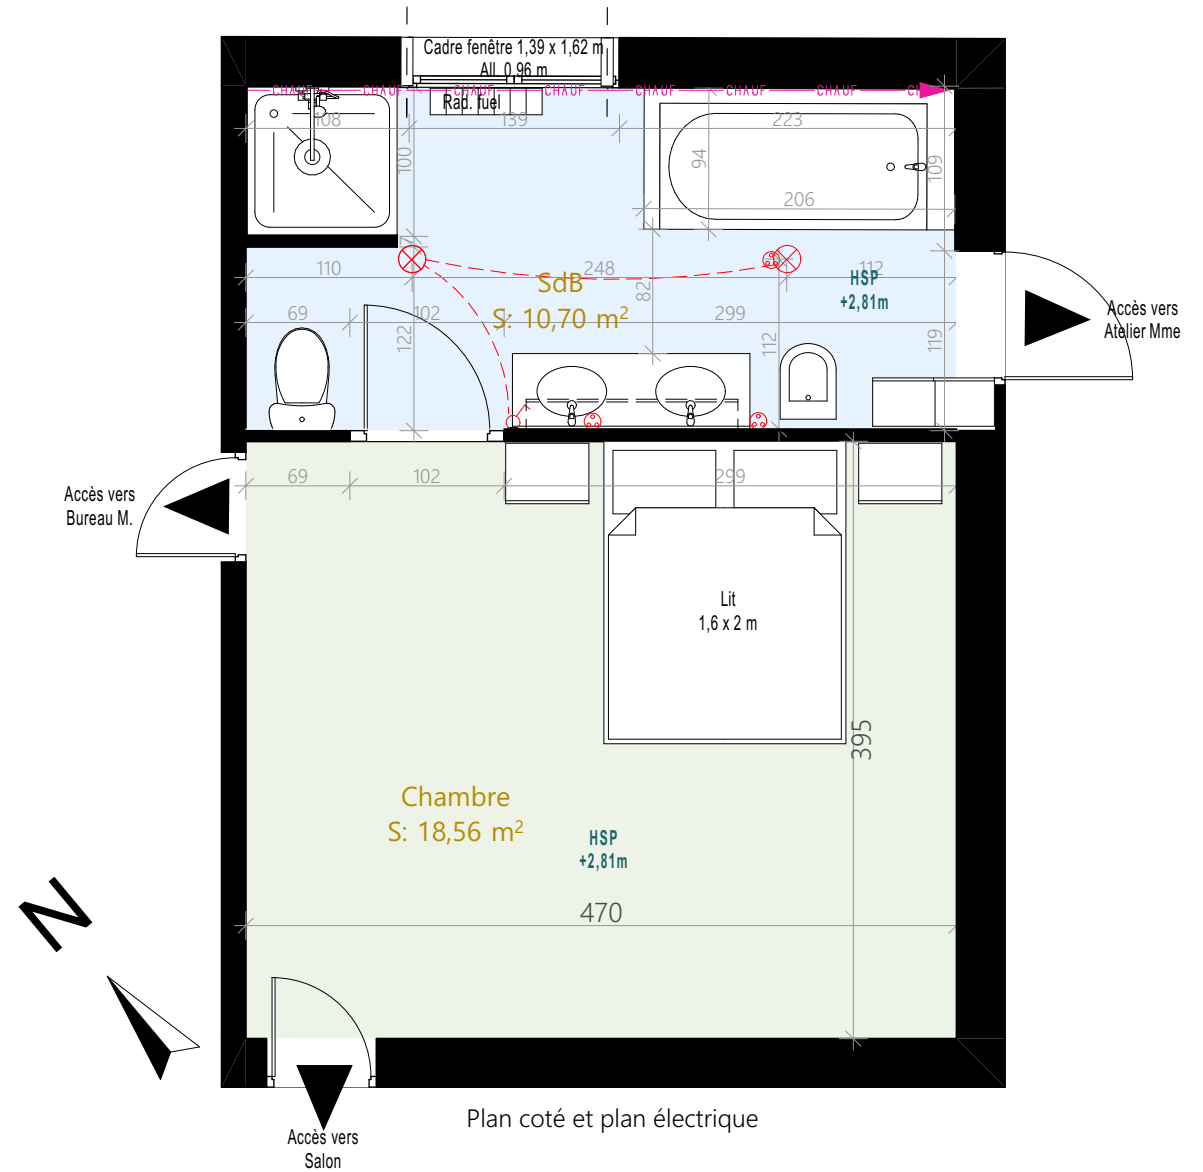 Cadre fenêtre 1,39 x 1,62 m
All. 0,96 m
CHAUF CHAUF CHAUF CHAUF CHAUF CHAUF CHAUF
Rad. fuel
108
139
223
100
94
109
206
7
110
248
112
SdB
S: 10,70 m²
HSP
+2,81m
82
69
102
299
122
112
119
Accès vers
Atelier Mme
Accès vers
Bureau M.
69
102
299
Lit
1,6 x 2 m
395
Chambre
S: 18,56 m²
HSP
+2,81m
470
N
Plan coté et plan électrique
Accès vers
Salon